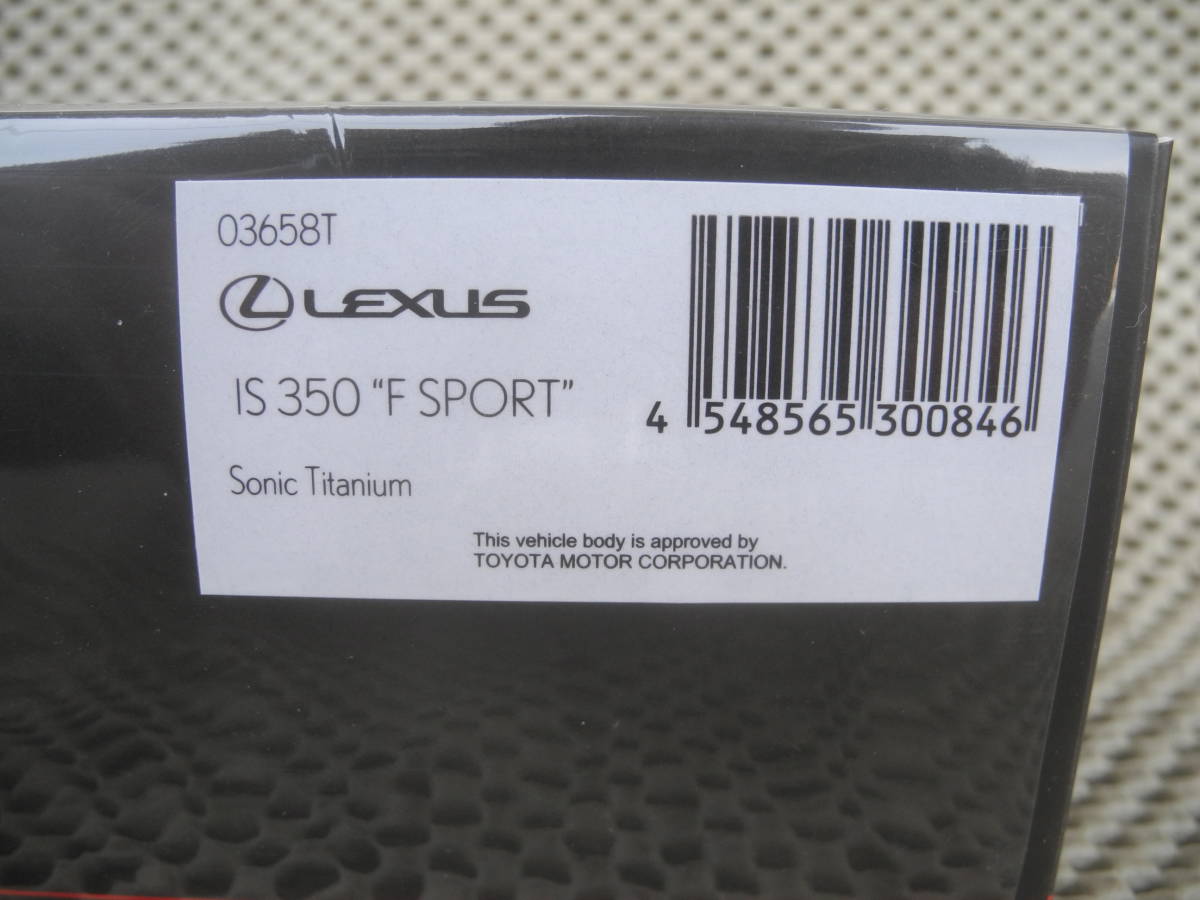 03658T
LEXUS
IS 350 “F SPORT”
Sonic Titanium
4 548565 300846
This vehicle body is approved by
TOYOTA MOTOR CORPORATION.